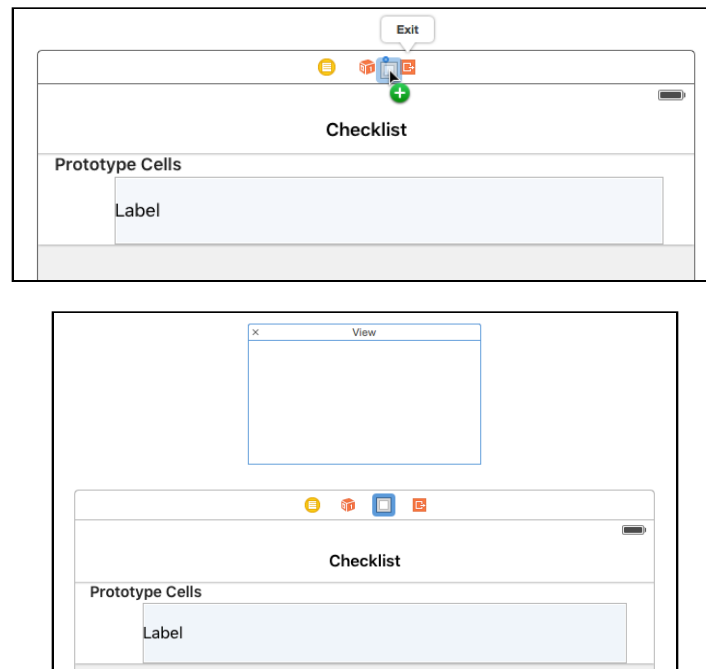 Exit
Checklist
Prototype Cells
Label
View
Checklist
Prototype Cells
Label